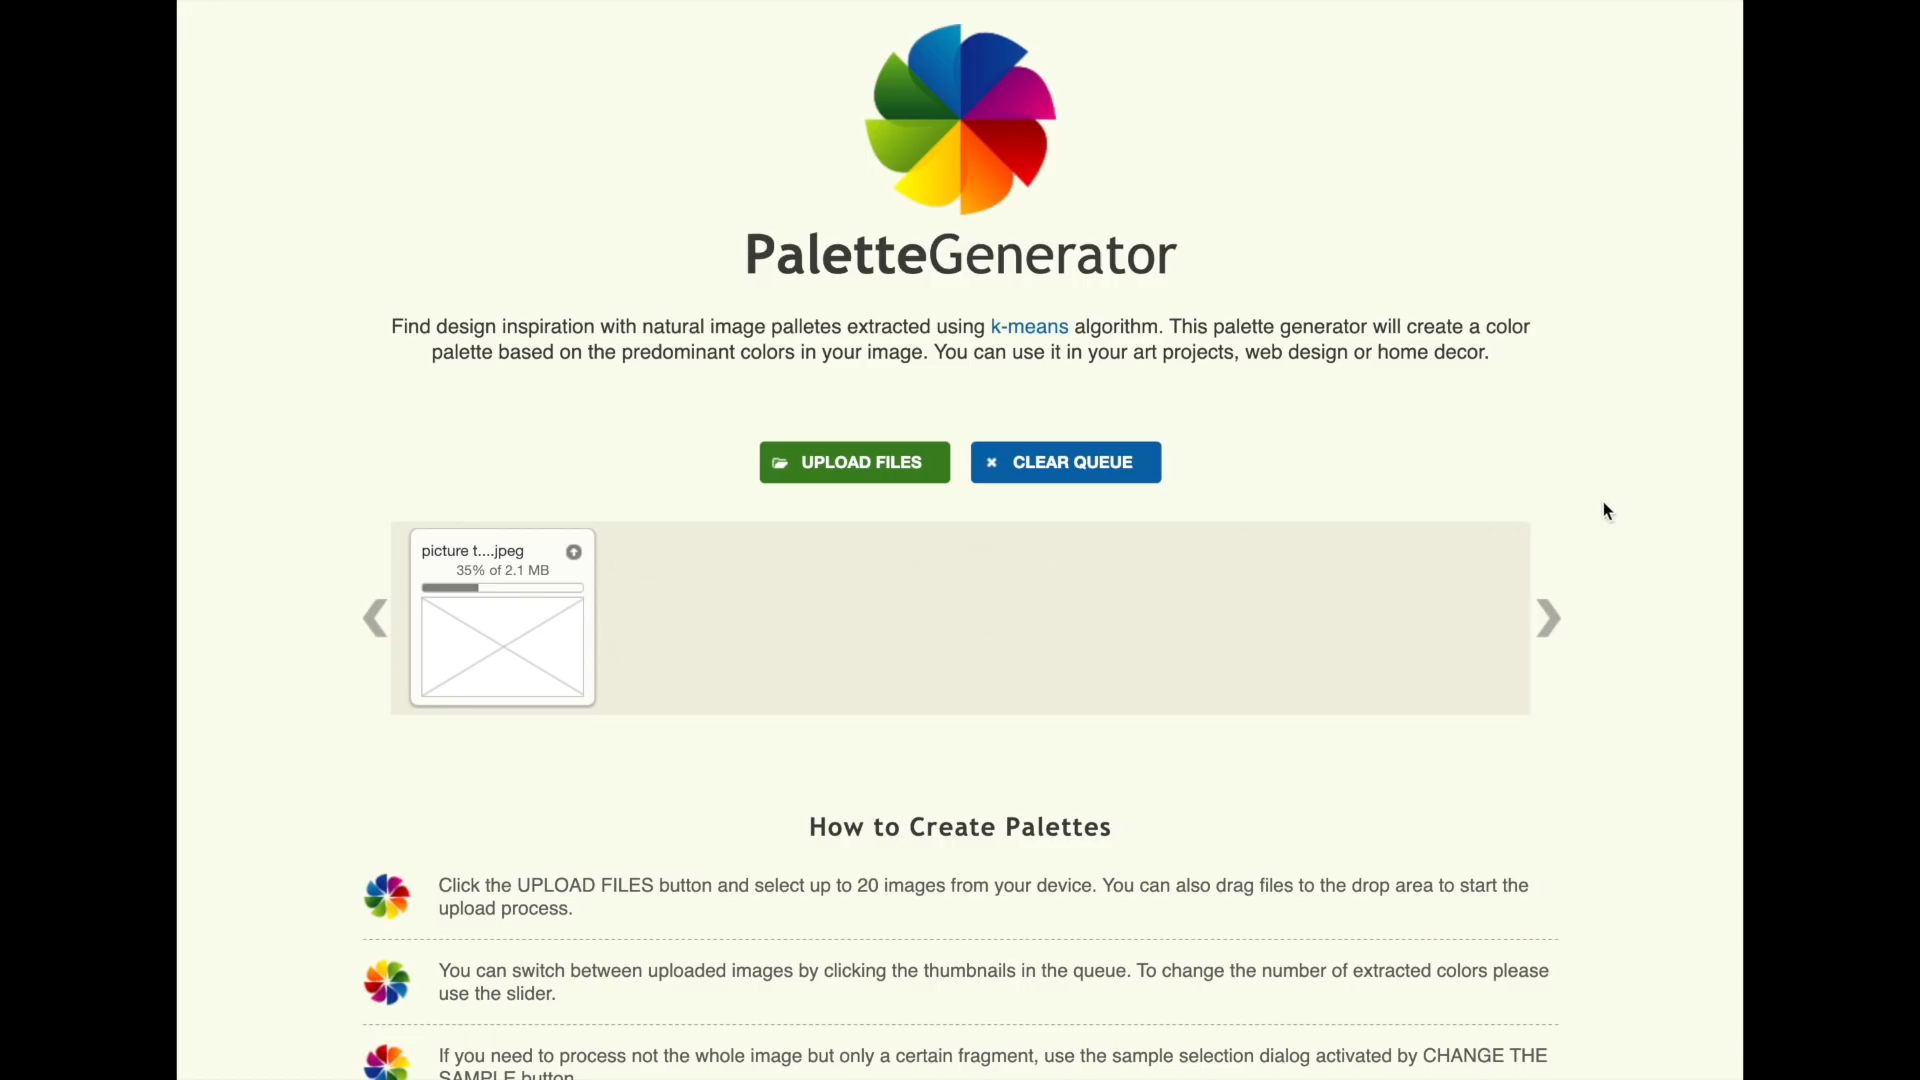 PaletteGenerator
Find design inspiration with natural image palletes extracted using k-means algorithm. This palette generator will create a color
palette based on the predominant colors in your image. You can use it in your art projects, web design or home decor.
UPLOAD FILES
CLEAR QUEUE
picture t....jpeg
35% of 2.1 MB
How to Create Palettes
Click the UPLOAD FILES button and select up to 20 images from your device. You can also drag files to the drop area to start the
upload process.
You can switch between uploaded images by clicking the thumbnails in the queue. To change the number of extracted colors please
use the slider.
If you need to process not the whole image but only a certain fragment, use the sample selection dialog activated by CHANGE THE
SAMPLE button